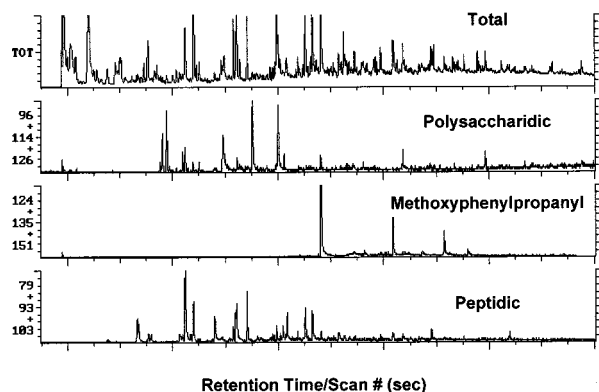 Total
TOT
Polysaccharidic
96
+
114
+
126
Methoxyphenylpropanyl
124
+
135
+
151
Peptidic
79
+
93
+
103
Retention Time/Scan # (sec)